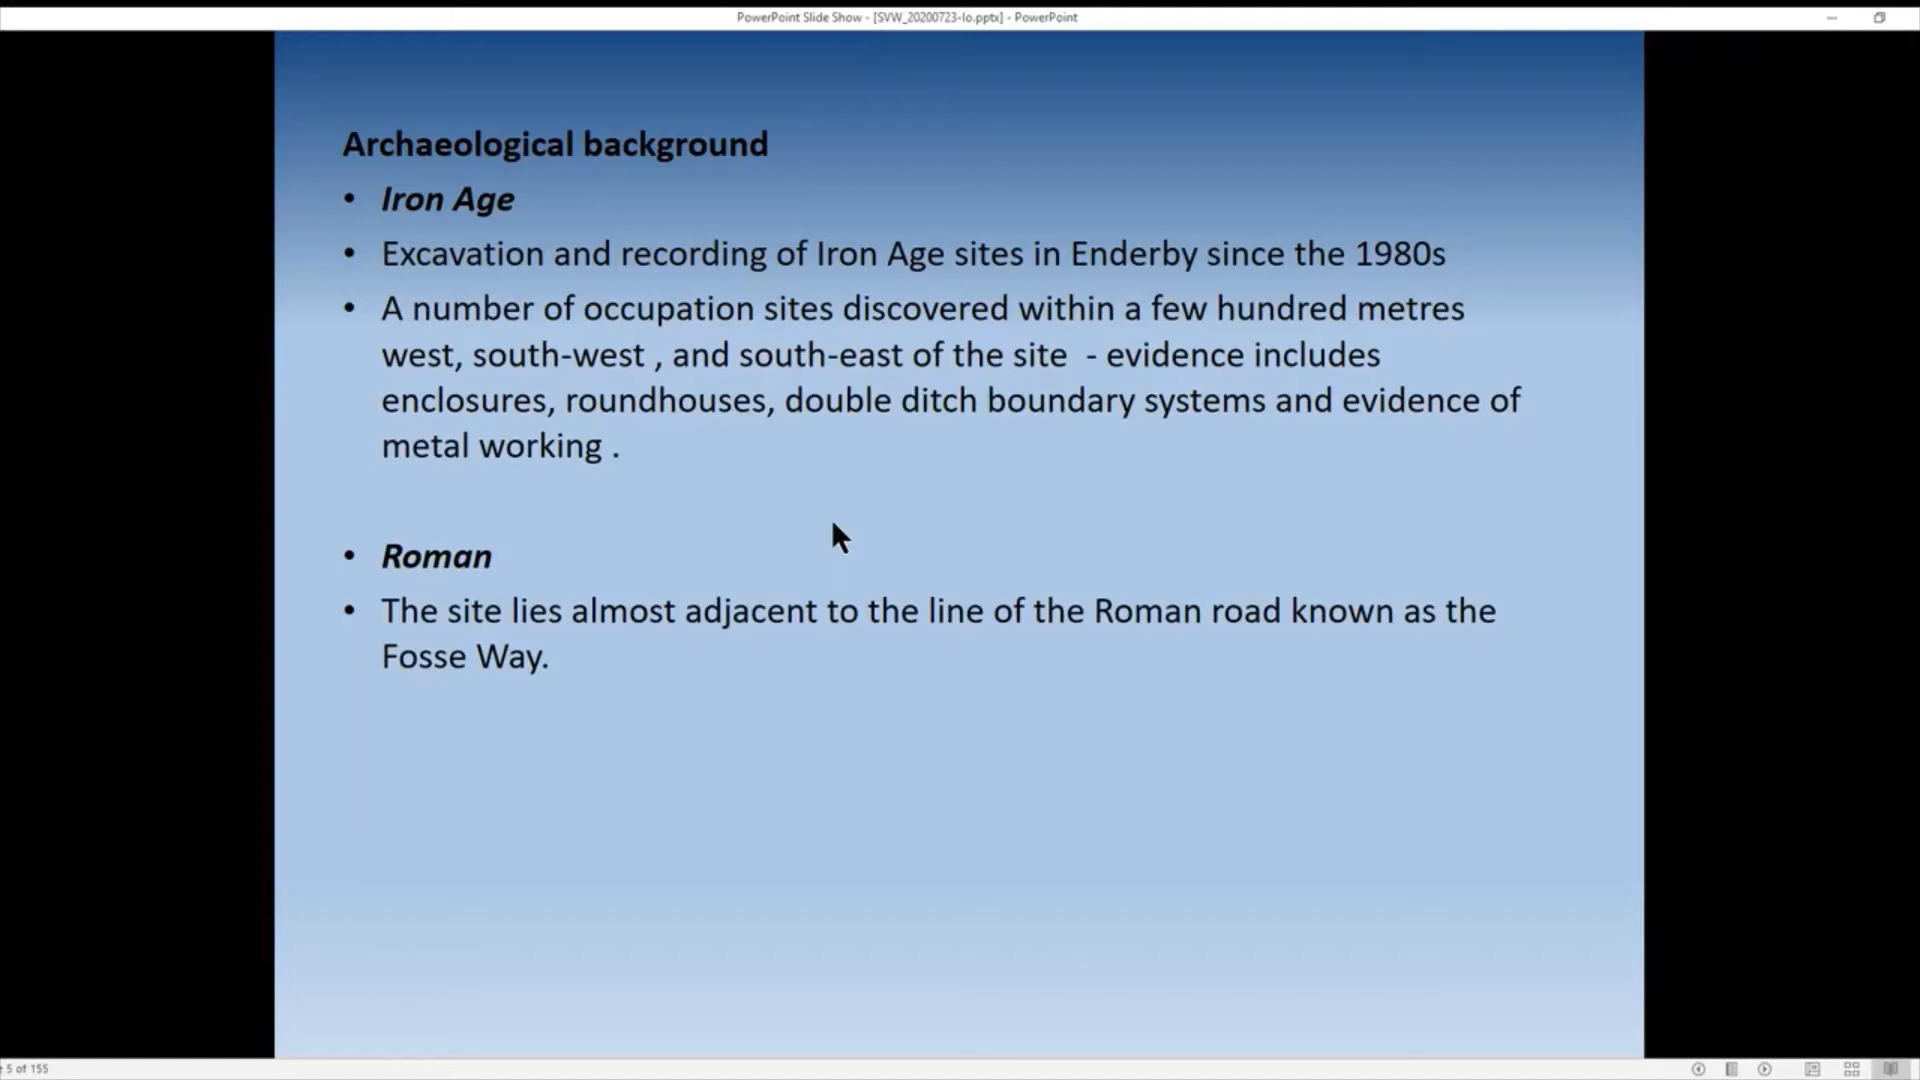 PowerPoint Slide Show - [SVW_20200723-lo.pptx] - PowerPoint
Archaeological background
• Iron Age
• Excavation and recording of Iron Age sites in Enderby since the 1980s
• A number of occupation sites discovered within a few hundred metres
west, south-west , and south-east of the site  - evidence includes
enclosures, roundhouses, double ditch boundary systems and evidence of
metal working .
• Roman
• The site lies almost adjacent to the line of the Roman road known as the
Fosse Way.
5 of 155